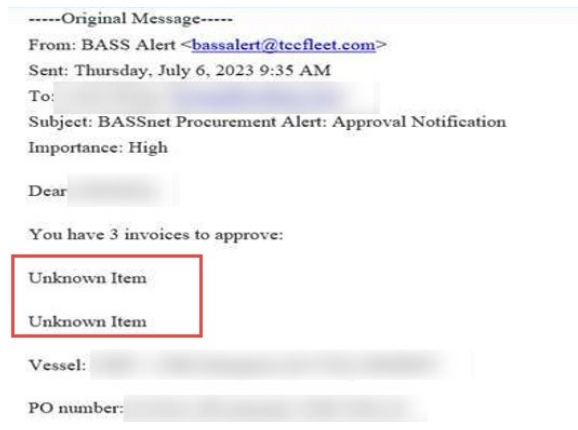 -----Original Message-----
From: BASS Alert <bassalert@tccfleet.com>
Sent: Thursday, July 6, 2023 9:35 AM
To:
Subject: BASSnet Procurement Alert: Approval Notification
Importance: High
Dear
You have 3 invoices to approve:
Unknown Item
Unknown Item
Vessel:
PO number: